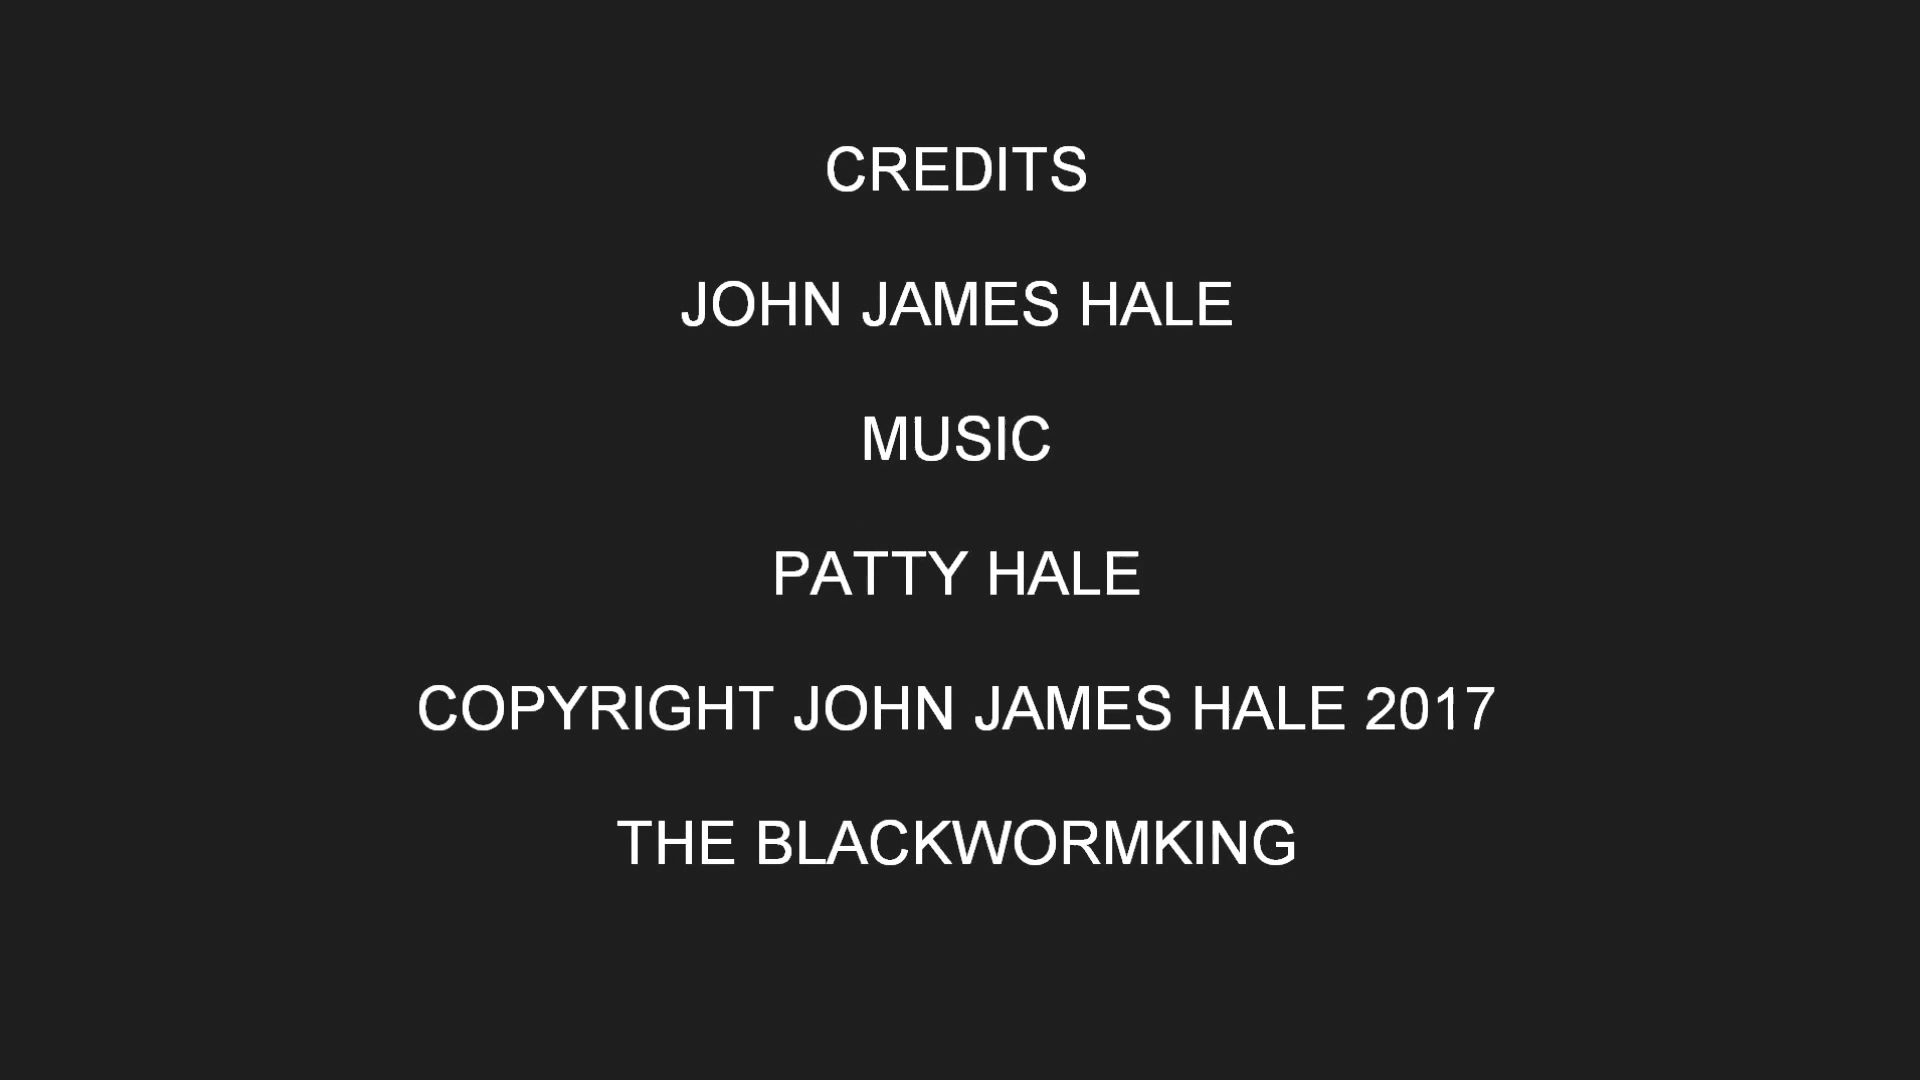 CREDITS
JOHN JAMES HALE
MUSIC
PATTY HALE
COPYRIGHT JOHN JAMES HALE 2017
THE BLACKWORMKING